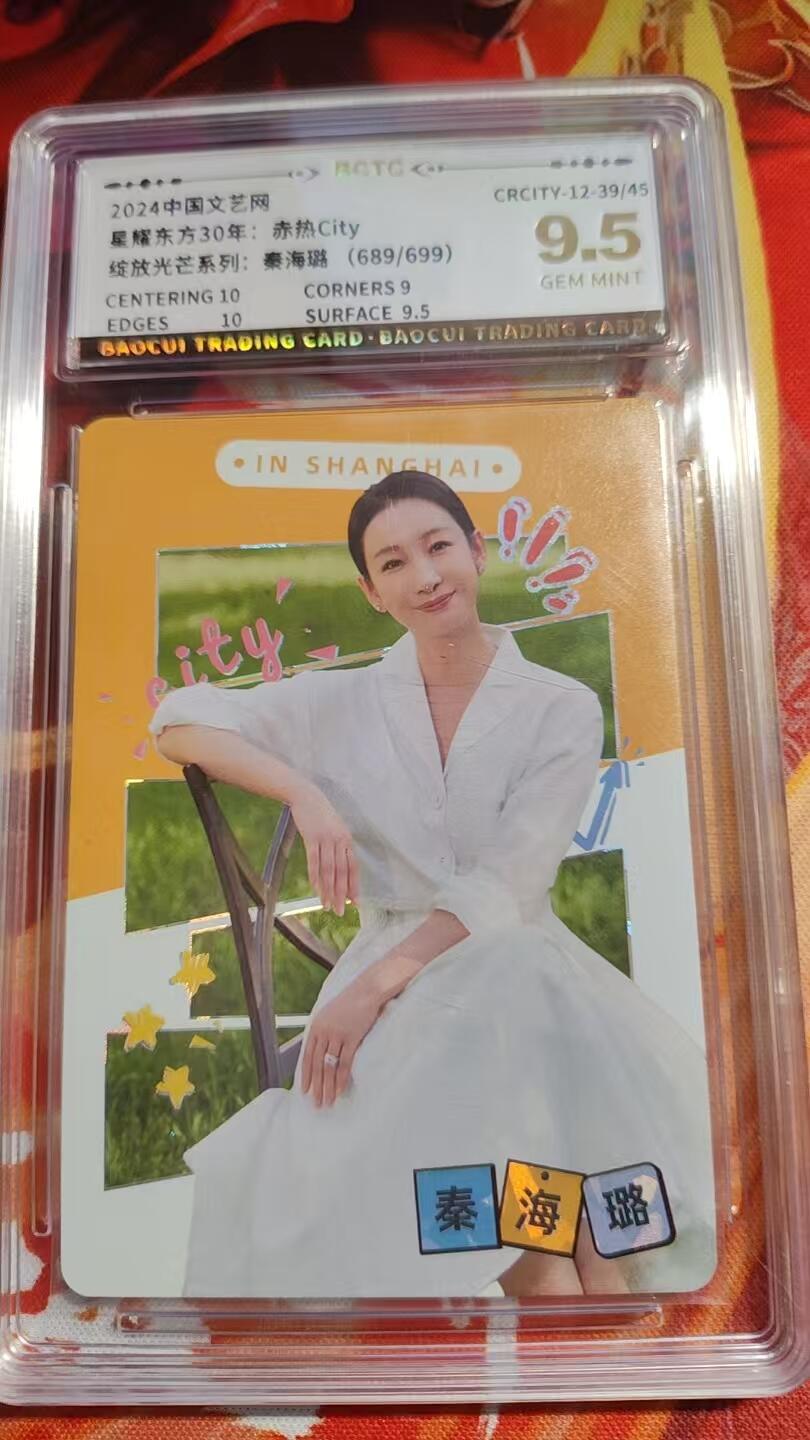 BCTC
2024中国文艺网
CRCITY-12-39/45
星耀东方30年：赤热City
绽放光芒系列：秦海璐 （689/699）
9.5
GEM MINT
CENTERING 10 CORNERS 9
EDGES 10 SURFACE 9.5
BAOCUI TRADING CARD·BAOCUI TRADING CARD
•IN SHANGHAI•
city
秦海璐